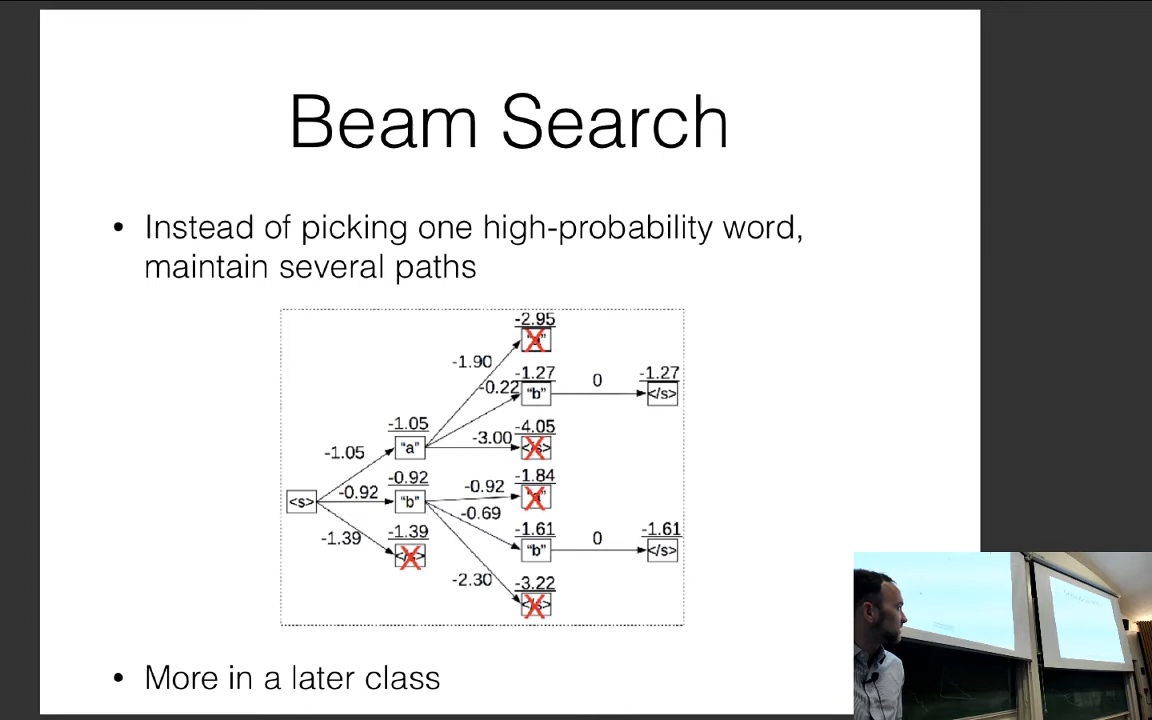 Beam Search
• Instead of picking one high-probability word,
maintain several paths
-2.95
-1.90
-1.27
-1.27
0
-0.22
"b"
</s>
-1.05
-4.05
-3.00
"a"
-1.05
-0.92
-1.84
-0.92
<s>
-0.92
"b"
-0.69
-1.39
-1.61
-1.61
-1.39
0
"b"
</s>
-2.30
-3.22
• More in a later class